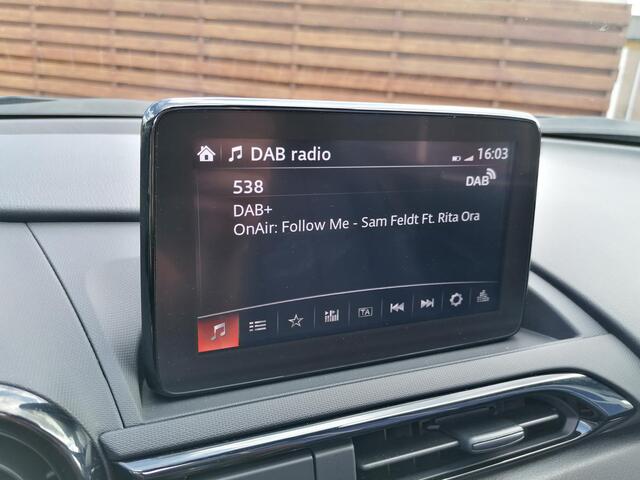 DAB radio 16:03
538 DAB
DAB+
OnAir: Follow Me - Sam Feldt Ft. Rita Ora
TA